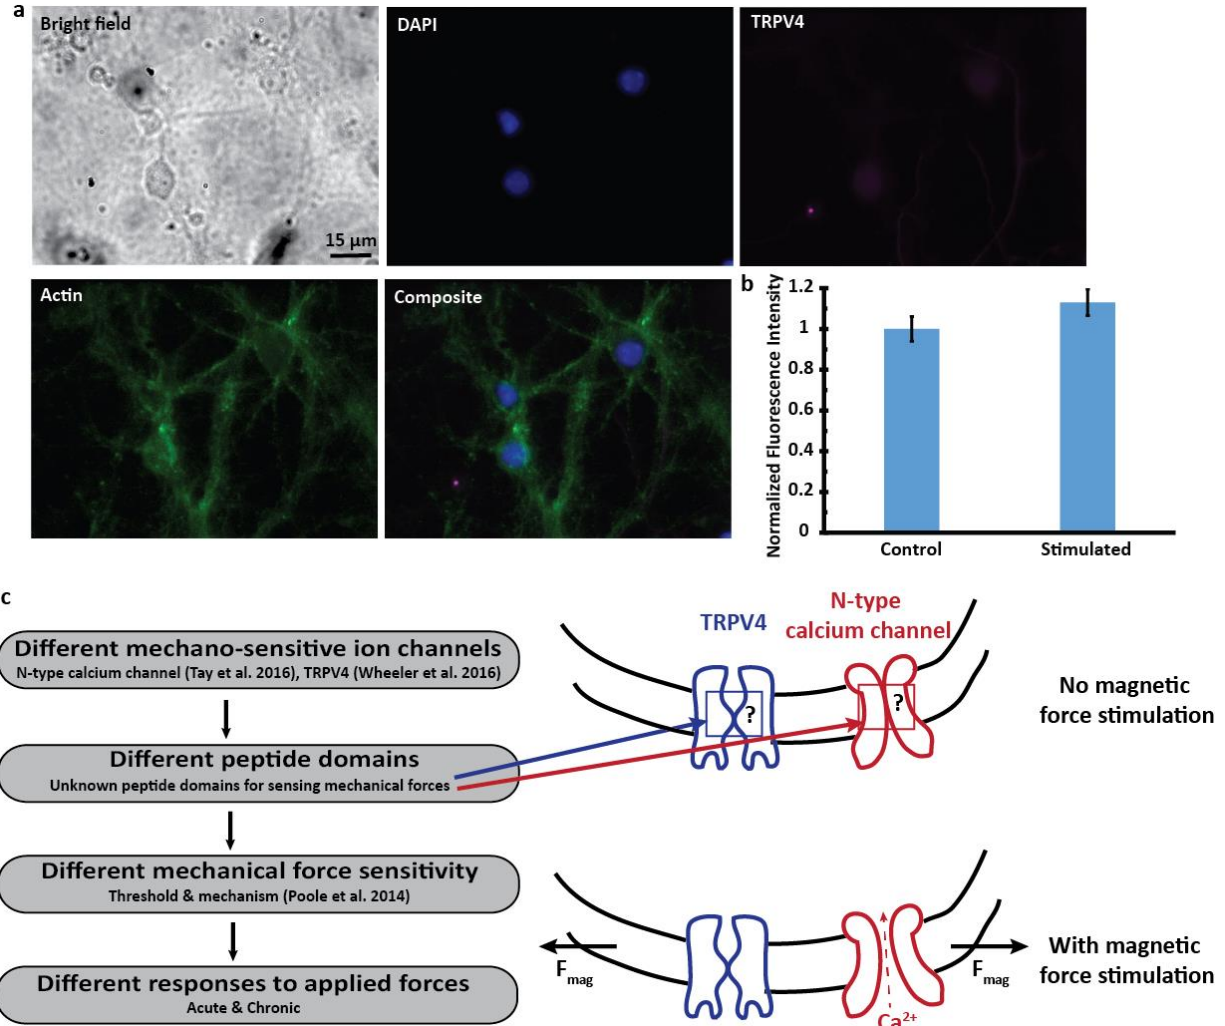 a
Bright field
15 µm
DAPI
TRPV4
Actin
Composite
b
Normalized Fluorescence Intensity
1.2
1
0.8
0.6
0.4
0.2
0
Control
Stimulated
c
Different mechano-sensitive ion channels
N-type calcium channel (Tay et al. 2016), TRPV4 (Wheeler et al. 2016)
Different peptide domains
Unknown peptide domains for sensing mechanical forces
Different mechanical force sensitivity
Threshold & mechanism (Poole et al. 2014)
Different responses to applied forces
Acute & Chronic
TRPV4
N-type
calcium channel
?
?
No magnetic
force stimulation
Fmag
Fmag
Ca2+
With magnetic
force stimulation